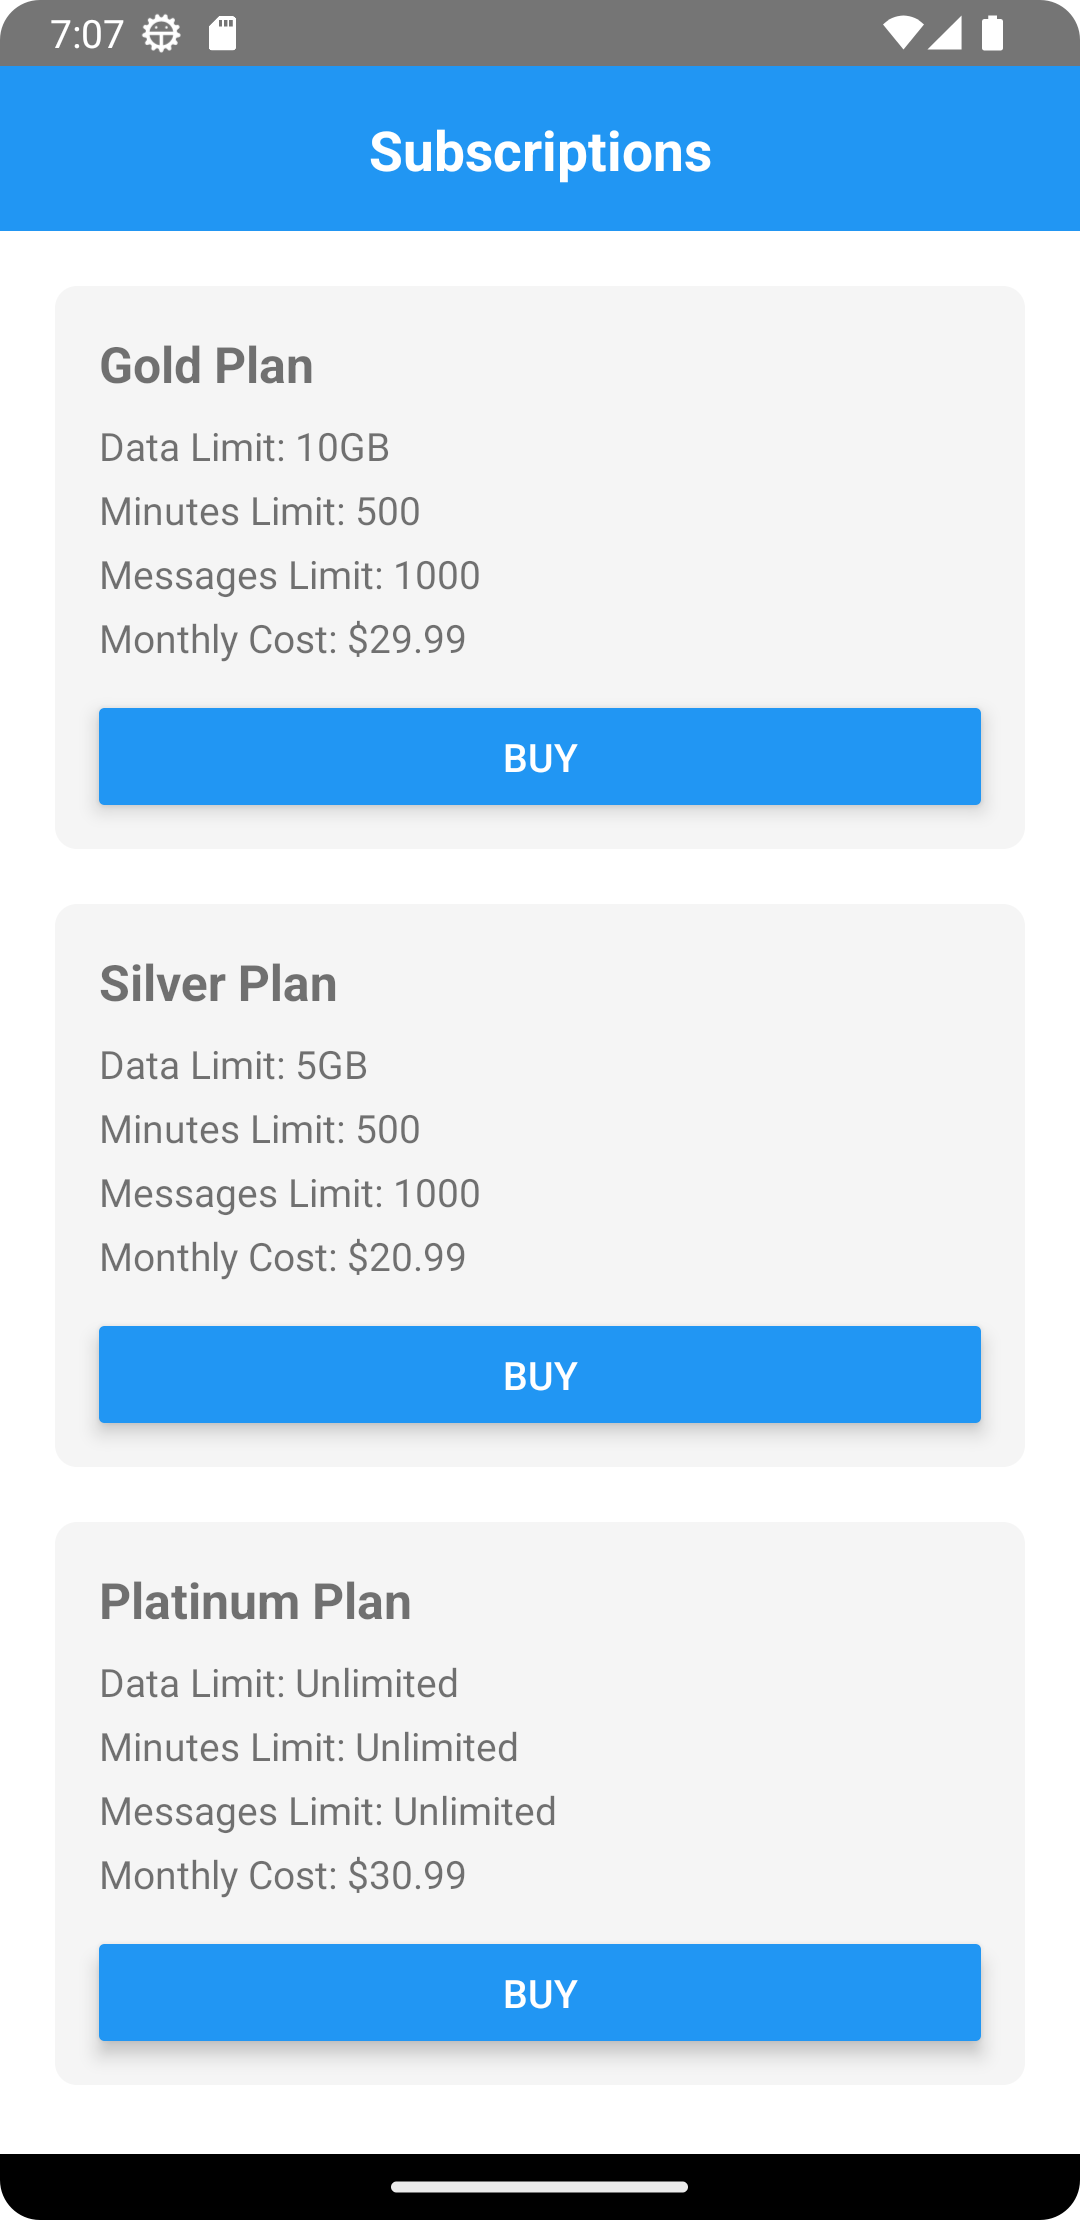 7:07
Subscriptions
Gold Plan
Data Limit: 10GB
Minutes Limit: 500
Messages Limit: 1000
Monthly Cost: $29.99
BUY
Silver Plan
Data Limit: 5GB
Minutes Limit: 500
Messages Limit: 1000
Monthly Cost: $20.99
BUY
Platinum Plan
Data Limit: Unlimited
Minutes Limit: Unlimited
Messages Limit: Unlimited
Monthly Cost: $30.99
BUY